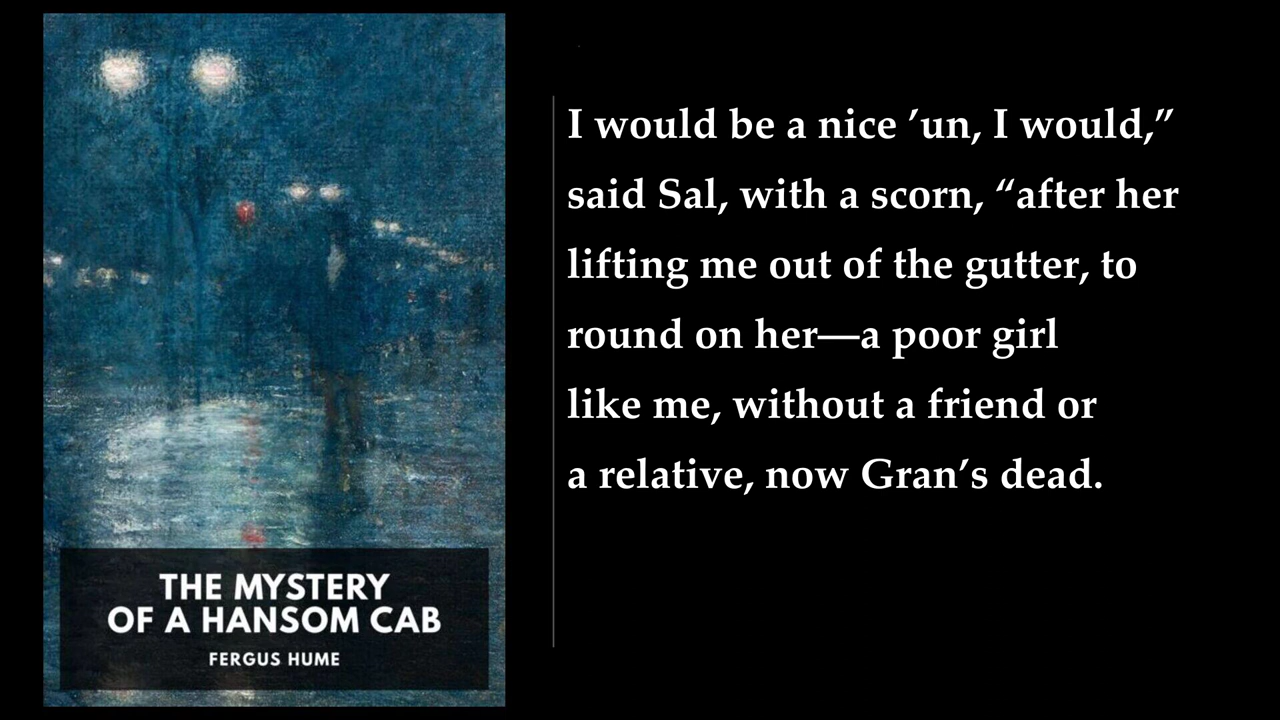 I would be a nice ’un, I would,”
said Sal, with a scorn, “after her
lifting me out of the gutter, to
round on her—a poor girl
like me, without a friend or
a relative, now Gran’s dead.
THE MYSTERY
OF A HANSOM CAB
FERGUS HUME